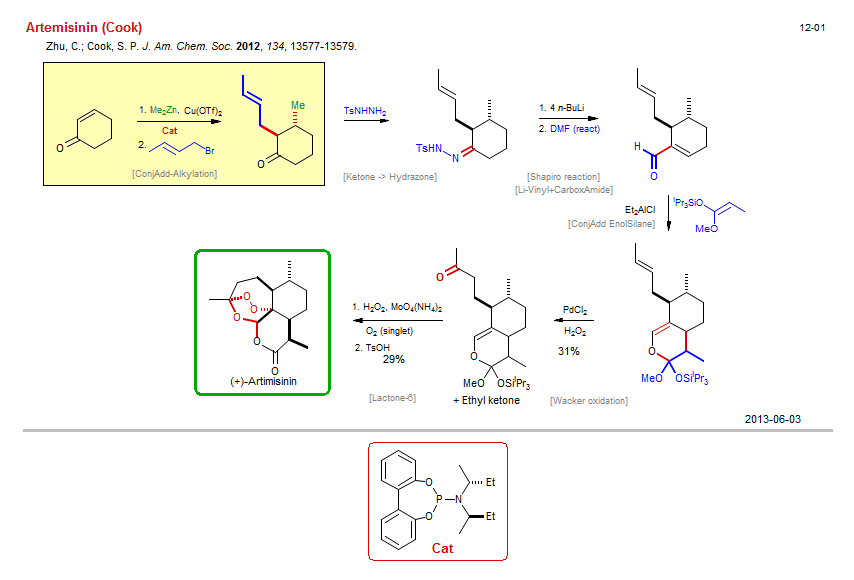 Artemisinin (Cook)
12-01
Zhu, C.; Cook, S. P. J. Am. Chem. Soc. 2012, 134, 13577-13579.
O
1. Me2Zn, Cu(OTf)2
Cat
2. Br
[ConjAdd-Alkylation]
Me
O
TsNHNH2
[Ketone -> Hydrazone]
TsHN
N
1. 4 n-BuLi
2. DMF (react)
[Shapiro reaction]
[Li-Vinyl+CarboxAmide]
H
O
Et2AlCl
[ConjAdd EnolSilane]
iPr3SiO
MeO
O
MeO OSiiPr3
PdCl2
H2O2
31%
[Wacker oxidation]
O
O
MeO OSiiPr3
+ Ethyl ketone
1. H2O2, MoO4(NH4)2
O2 (singlet)
2. TsOH
29%
[Lactone-6]
O
O
O
O
O
(+)-Artimisinin
2013-06-03
O
P
N
O
Et
Et
Cat